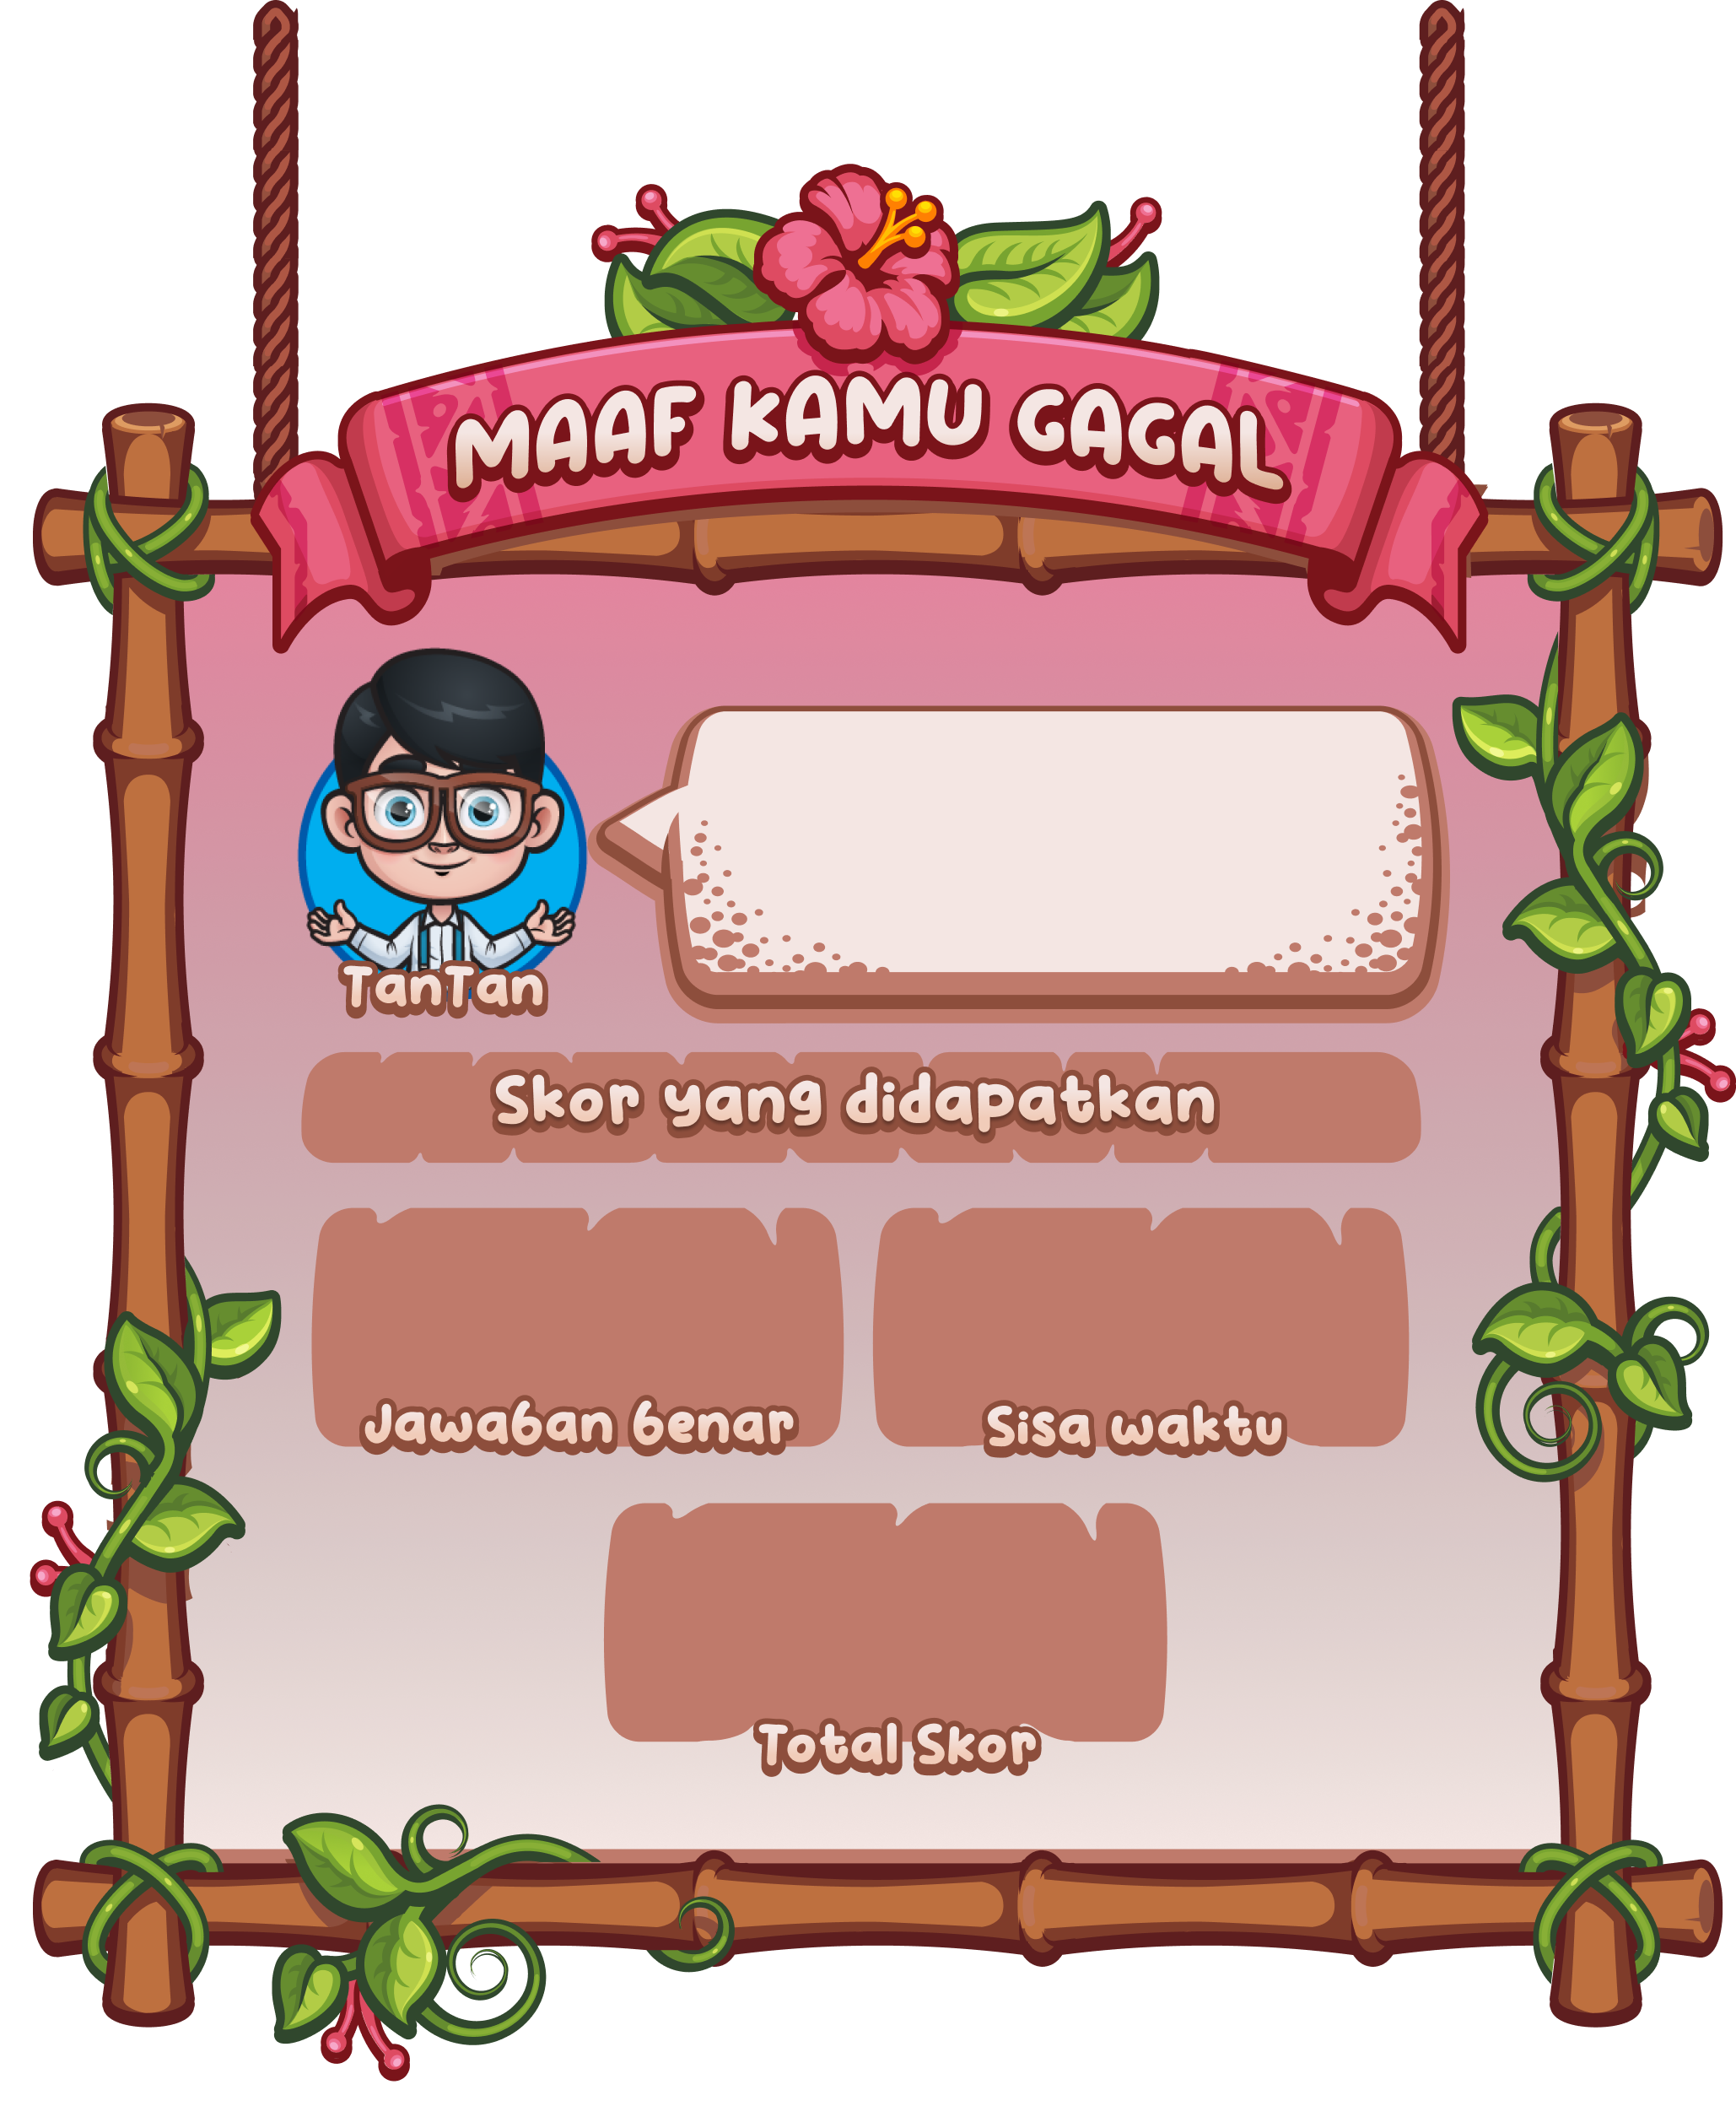 MAAF KAMU GAGAL
TanTan
Skor yang didapatkan
Jawaban benar
Sisa waktu
Total Skor